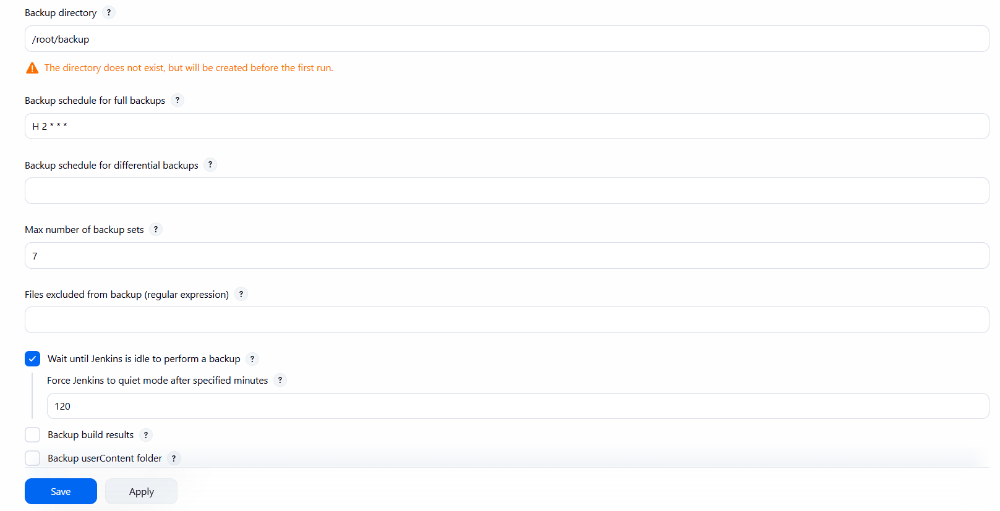 Backup directory ?
/root/backup
The directory does not exist, but will be created before the first run.
Backup schedule for full backups ?
H 2 * * *
Backup schedule for differential backups ?
Max number of backup sets ?
7
Files excluded from backup (regular expression) ?
Wait until Jenkins is idle to perform a backup ?
Force Jenkins to quiet mode after specified minutes ?
120
Backup build results ?
Backup userContent folder ?
Save Apply